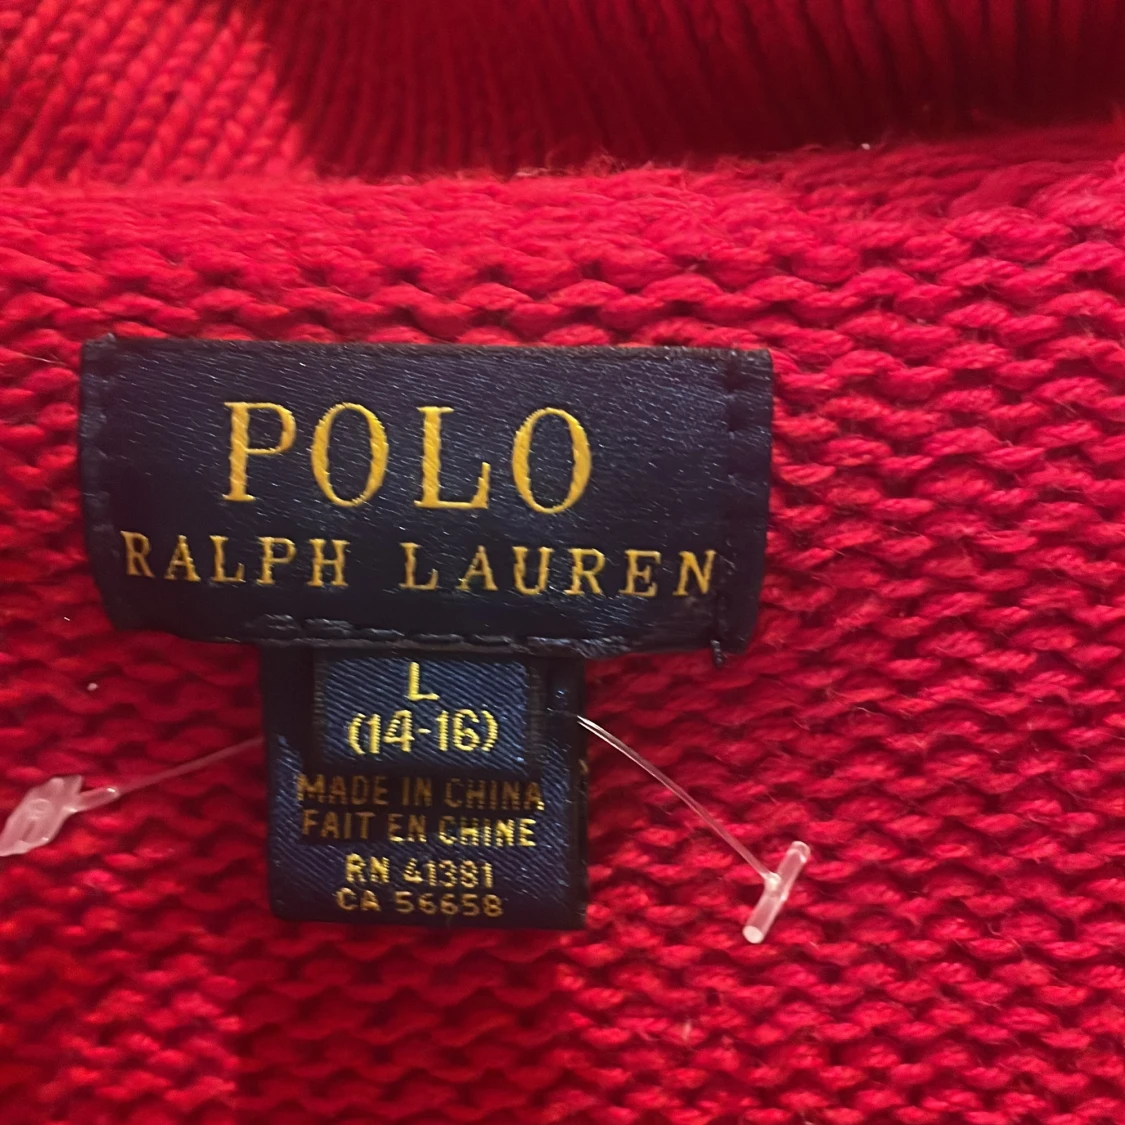 POLO
RALPH LAUREN
L
(14-16)
MADE IN CHINA
FAIT EN CHINE
RN 41381
CA 56658